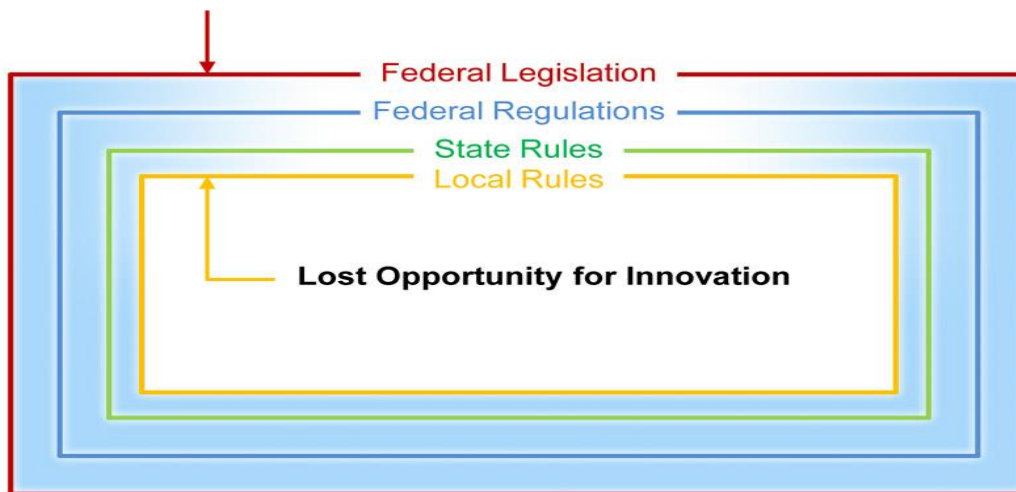 Federal Legislation
Federal Regulations
State Rules
Local Rules
Lost Opportunity for Innovation